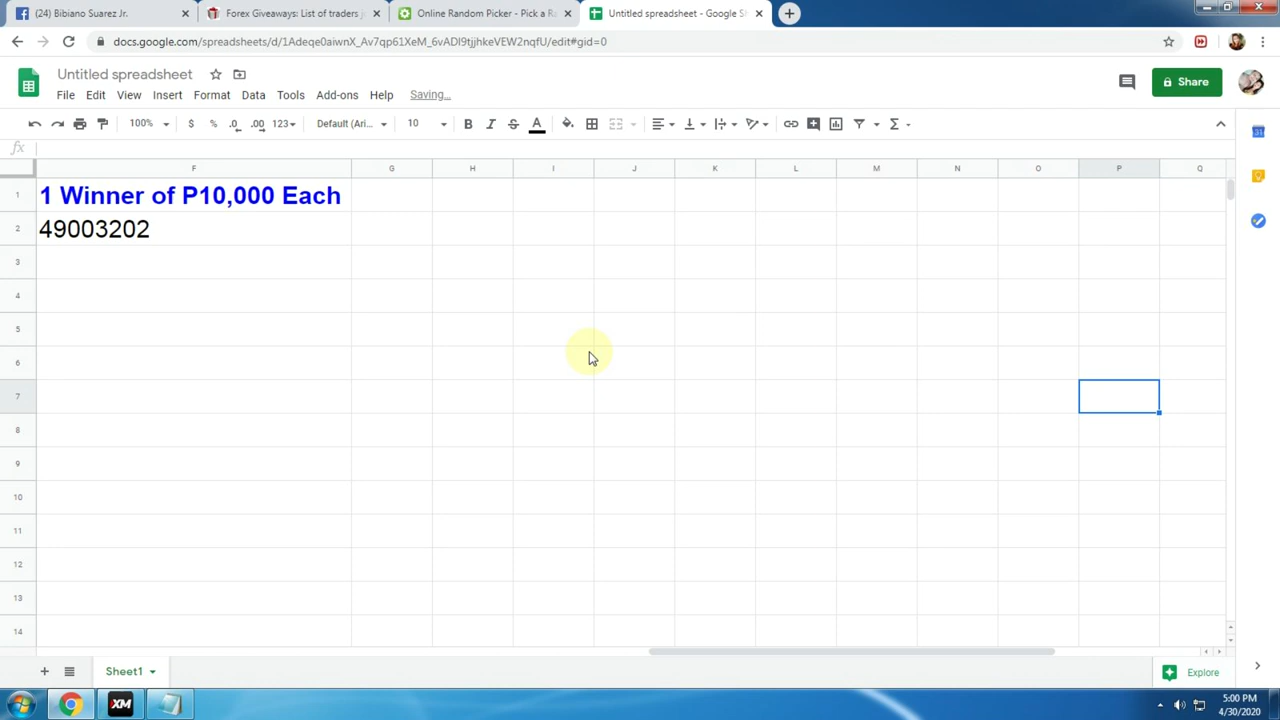 (24) Bibiano Suarez Jr.
Forex Giveaways: List of traders
Online Random Picker - Pick a R
Untitled spreadsheet - Google S
docs.google.com/spreadsheets/d/1Adeqe0aiwnX_Av7qp61XeM_6vADI9tjjhkeVEW2nqfU/edit#gid=0
Untitled spreadsheet
Share
File Edit View Insert Format Data Tools Add-ons Help Saving...
100% $ % .0 .00 123 Default (Ari... 10 B I S A Σ
fx
F G H I J K L M N O P Q
1 1 Winner of P10,000 Each
2 49003202
3
4
5
6
7
8
9
10
11
12
13
14
Sheet1
Explore
XM
5:00 PM
4/30/2020
31